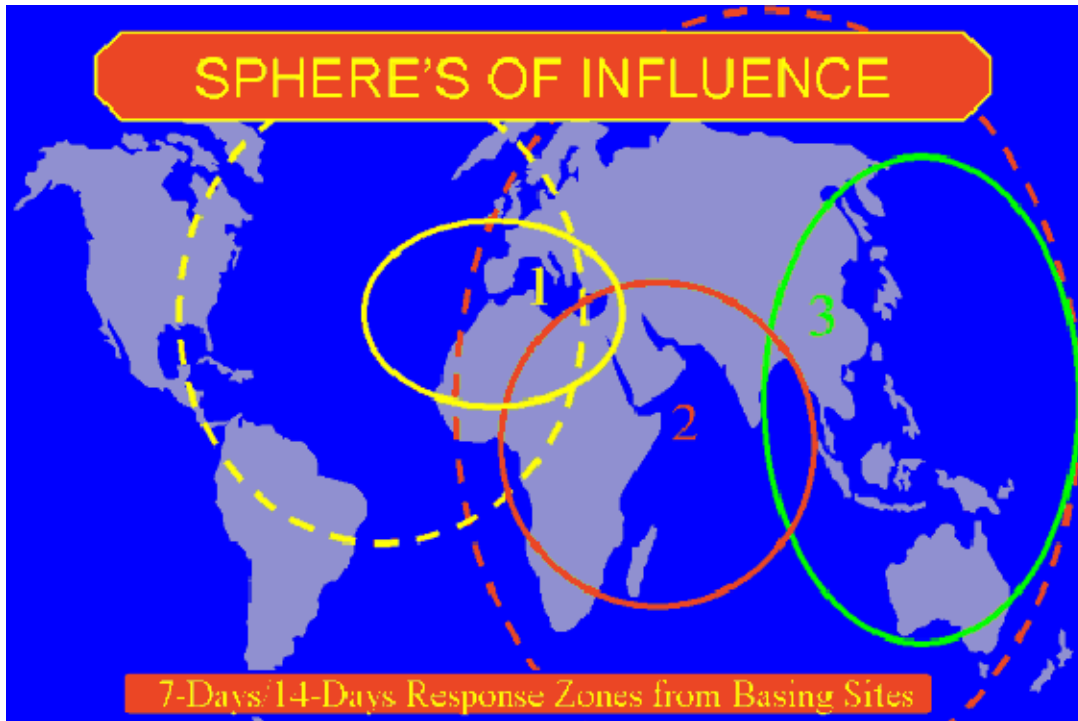 SPHERE'S OF INFLUENCE
1
2
3
7-Days/14-Days Response Zones from Basing Sites